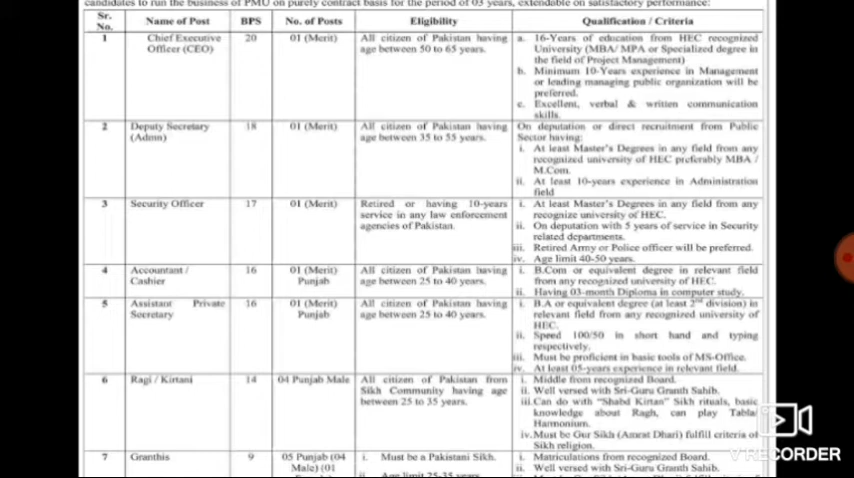 candidates to run the business of PMU on purely contract basis for the period of 03 years, extendable on satisfactory performance:
Sr. No. Name of Post BPS No. of Posts Eligibility Qualification / Criteria
1 Chief Executive Officer (CEO) 20 01 (Merit) All citizen of Pakistan having age between 50 to 65 years.
a. 16-Years of education from HEC recognized
University (MBA/ MPA or Specialized degree in
the field of Project Management)
b. Minimum 10-Years experience in Management
or leading managing public organization will be
preferred.
c. Excellent, verbal & written communication
skills.
2 Deputy Secretary (Admn) 18 01 (Merit) All citizen of Pakistan having age between 35 to 55 years.
On deputation or direct recruitment from Public
Sector having:
i. At least Master's Degrees in any field from any
recognized university of HEC preferably MBA /
M.Com.
ii. At least 10-years experience in Administration
field
3 Security Officer 17 01 (Merit) Retired or having 10-years service in any law enforcement agencies of Pakistan.
i. At least Master's Degrees in any field from any
recognize university of HEC.
ii. On deputation with 5 years of service in Security
related departments.
iii. Retired Army or Police officer will be preferred.
iv. Age limit 40-50 years.
4 Accountant / Cashier 16 01 (Merit) Punjab All citizen of Pakistan having age between 25 to 40 years.
i. B.Com or equivalent degree in relevant field
from any recognized university of HEC.
ii. Having 03-month Diploma in computer study.
5 Assistant Private Secretary 16 01 (Merit) Punjab All citizen of Pakistan having age between 25 to 40 years.
i. B.A or equivalent degree (at least 2nd division) in
relevant field from any recognized university of
HEC.
ii. Speed 100/50 in short hand and typing
respectively.
iii. Must be proficient in basic tools of MS-Office.
iv. At least 05-years experience in relevant field.
6 Ragi / Kirtani 14 04 Punjab Male All citizen of Pakistan from Sikh Community having age between 25 to 35 years.
i. Middle from recognized Board.
ii. Well versed with Sri-Guru Granth Sahib.
iii. Can do with "Shabd Kirtan" Sikh rituals, basic
knowledge about Ragh, can play Tabla/
Harmonium.
iv. Must be Gur Sikh (Amrat Dhari) fulfill criteria of
Sikh religion.
7 Granthis 9 05 Punjab (04 Male) (01 i. Must be a Pakistani Sikh.
Age limit 25-35 years.
i. Matriculations from recognized Board.
ii. Well versed with Sri-Guru Granth Sahib.
V RECORDER